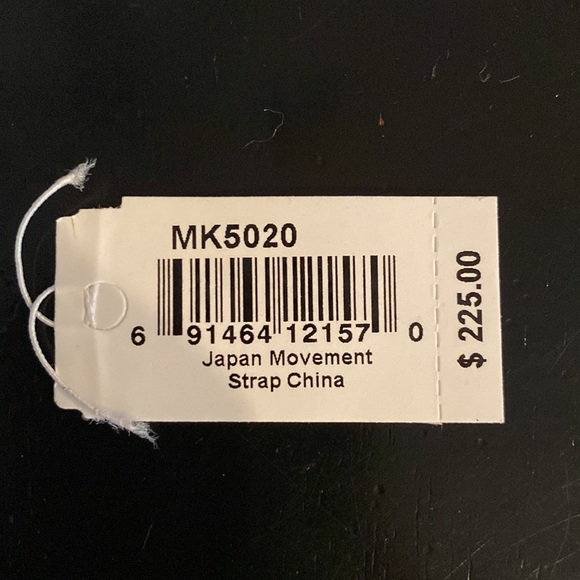 MK5020
6 91464 12157 0
Japan Movement
Strap China
$ 225.00